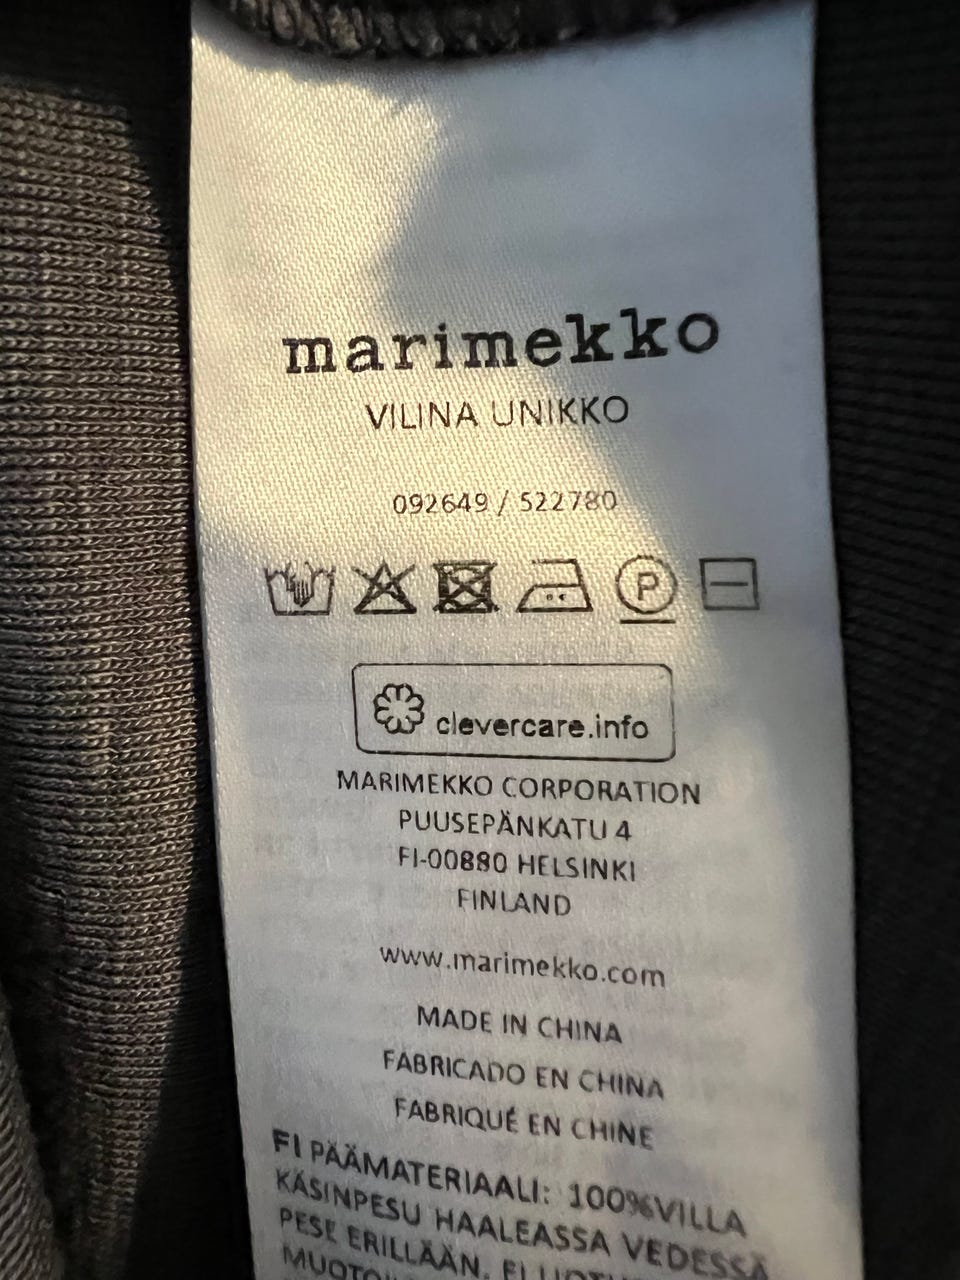 marimekko
VILINA UNIKKO
092649 / 522780
P
clevercare.info
MARIMEKKO CORPORATION
PUUSEPÄNKATU 4
FI-00880 HELSINKI
FINLAND
www.marimekko.com
MADE IN CHINA
FABRICADO EN CHINA
FABRIQUÉ EN CHINE
FI PÄÄMATERIAALI: 100%VILLA
KÄSINPESU HAALEASSA VEDESSÄ
PESE ERILLÄÄN. EI